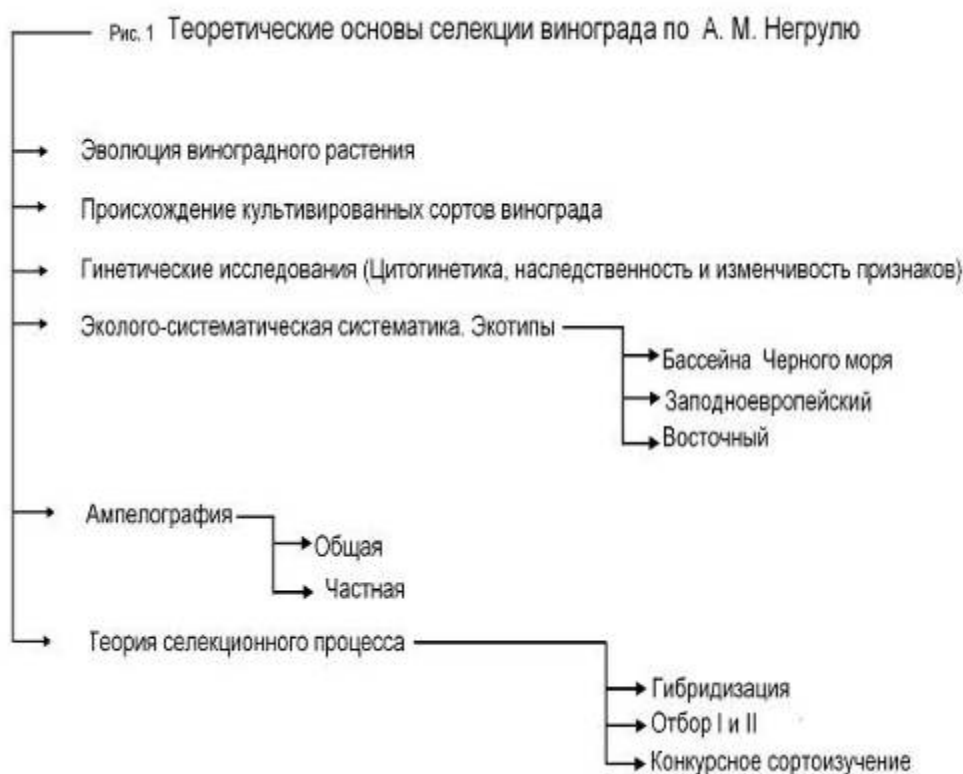 Рис. 1 Теоретические основы селекции винограда по А. М. Негрулю
Эволюция виноградного растения
Происхождение культивированных сортов винограда
Гинетические исследования (Цитогинетика, наследственность и изменчивость признаков)
Эколого-систематическая систематика. Экотипы
Бассейна Черного моря
Заподноевропейский
Восточный
Ампелография
Общая
Частная
Теория селекционного процесса
Гибридизация
Отбор I и II
Конкурсное сортоизучение